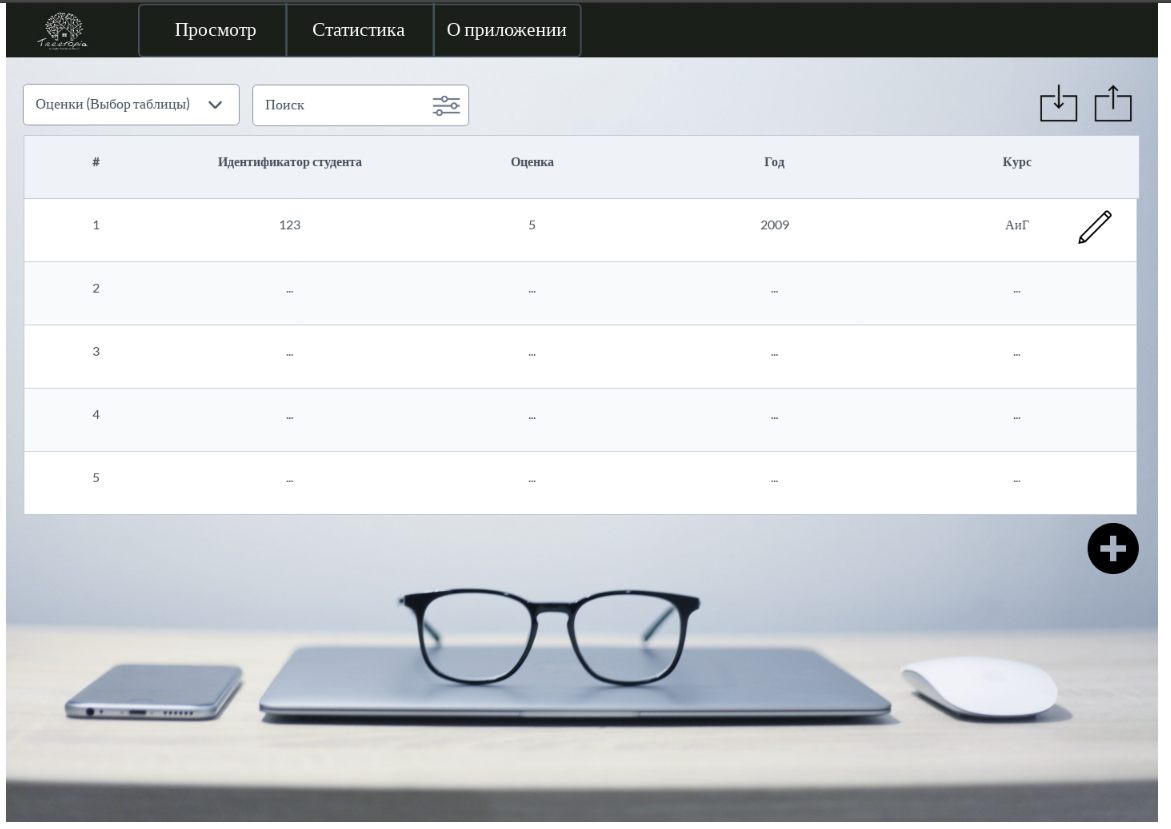 Treetopia
Просмотр Статистика О приложении
Оценки (Выбор таблицы) Поиск
# Идентификатор студента Оценка Год Курс
1 123 5 2009 АиГ
2 ... ... ... ...
3 ... ... ... ...
4 ... ... ... ...
5 ... ... ... ...